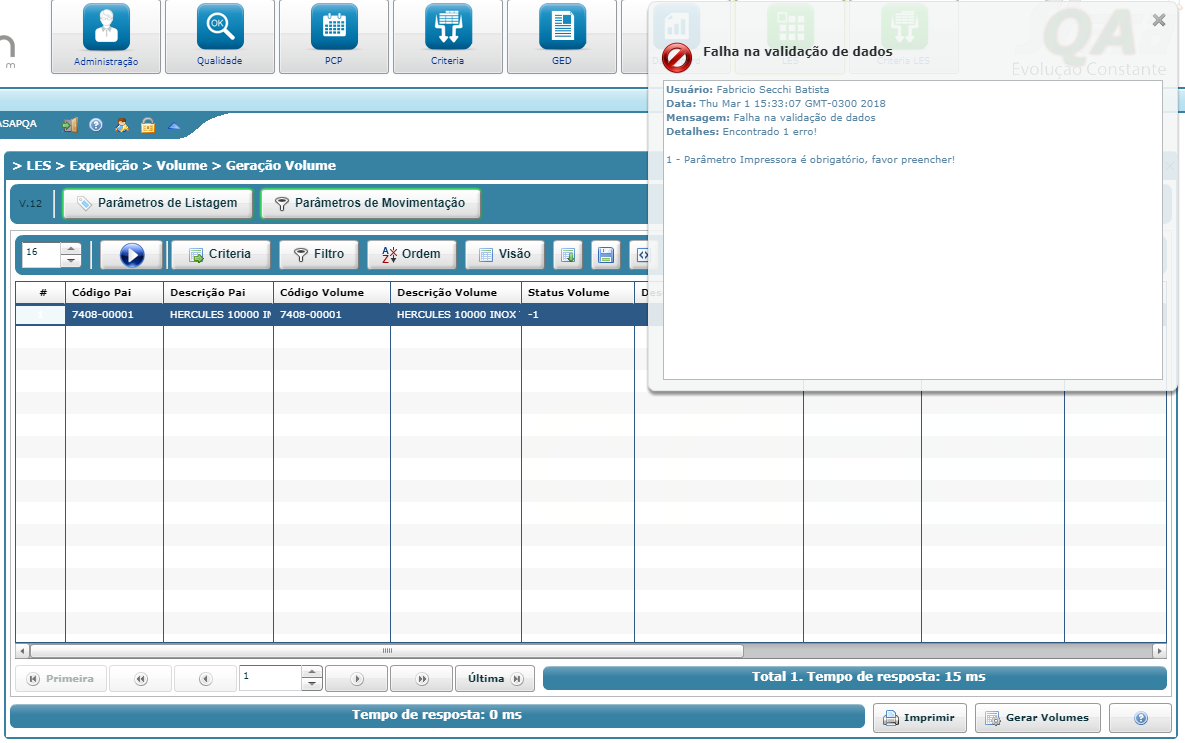 Administração
Qualidade
PCP
Criteria
GED
LES
Criteria LES
QA
Evolução Constante
Falha na validação de dados
Usuário: Fabricio Secchi Batista
Data: Thu Mar 1 15:33:07 GMT-0300 2018
Mensagem: Falha na validação de dados
Detalhes: Encontrado 1 erro!
1 - Parâmetro Impressora é obrigatório, favor preencher!
ASAPQA
> LES > Expedição > Volume > Geração Volume
V.12
Parâmetros de Listagem
Parâmetros de Movimentação
16
Criteria
Filtro
Ordem
Visão
# Código Pai Descrição Pai Código Volume Descrição Volume Status Volume
1 7408-00001 HERCULES 10000 IN 7408-00001 HERCULES 10000 INOX -1
Primeira
1
Última
Total 1. Tempo de resposta: 15 ms
Tempo de resposta: 0 ms
Imprimir
Gerar Volumes